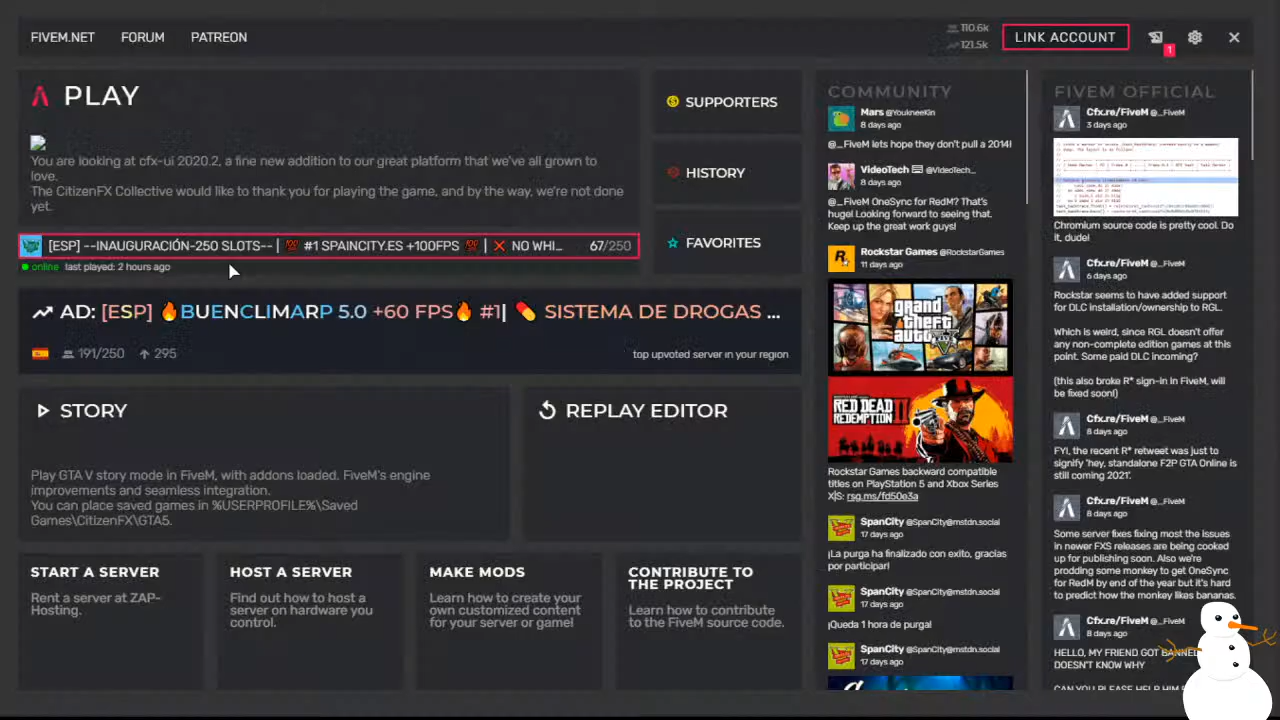 FIVEM.NET
FORUM
PATREON
110.6k
121.5k
LINK ACCOUNT
1
PLAY
You are looking at cfx-ui 2020.2, a fine new addition to our great platform that we've all grown to
love.
The CitizenFX Collective would like to thank you for playing so and so time, and by the way, we're not done
yet.
[ESP] --INAUGURACIÓN-250 SLOTS-- | 💯 #1 SPAINCITY.ES +100FPS 💯 | ❌ NO WHI... 67/250
online last played: 2 hours ago
SUPPORTERS
HISTORY
FAVORITES
AD: [ESP] 🔥BUENCLIMARP 5.0 +60 FPS🔥 #1| 💊 SISTEMA DE DROGAS ...
191/250 295
top upvoted server in your region
STORY
Play GTA V story mode in FiveM, with addons loaded. FiveM's engine
improvements and seamless integration.
You can place saved games in %USERPROFILE%\Saved
Games\CitizenFX\GTA5.
REPLAY EDITOR
START A SERVER
Rent a server at ZAP-
Hosting.
HOST A SERVER
Find out how to host a
server on hardware you
control.
MAKE MODS
Learn how to create your
own customized content
for your server or game!
CONTRIBUTE TO
THE PROJECT
Learn how to contribute
to the FiveM source code.
COMMUNITY
Mars @YoukneeKin
8 days ago
@_FiveM lets hope they don't pull a 2014!
VideoTech @VideoTech_
8 days ago
@_FiveM OneSync for RedM? That's
huge! Looking forward to seeing that.
Keep up the great work guys!
Rockstar Games @RockstarGames
11 days ago
grand
theft
auto
V
RED DEAD
REDEMPTION
II
Rockstar Games backward compatible
titles on PlayStation 5 and Xbox Series
X|S: rsg.ms/fd50e3a
SpanCity @SpanCity@mstdn.social
17 days ago
¡La purga ha finalizado con exito, gracias
por participar!
SpanCity @SpanCity@mstdn.social
17 days ago
¡Queda 1 hora de purga!
SpanCity @SpanCity@mstdn.social
17 days ago
FIVEM OFFICIAL
Cfx.re/FiveM @_FiveM
3 days ago
Chromium source code is pretty cool. Do
it, dude!
Cfx.re/FiveM @_FiveM
6 days ago
Rockstar seems to have added support
for DLC installation/ownership to RGL..
Which is weird, since RGL doesn't offer
any non-complete edition games at this
point. Some paid DLC incoming?
(this also broke R* sign-in in FiveM, will
be fixed soon!)
Cfx.re/FiveM @_FiveM
8 days ago
FYI, the recent R* retweet was just to
signify 'hey, standalone F2P GTA Online is
still coming 2021'.
Cfx.re/FiveM @_FiveM
8 days ago
Some server fixes fixing most the issues
in newer FXS releases are being cooked
up for publishing soon. Also we're
prodding some monkey to get OneSync
for RedM by end of the year but it's hard
to predict how the monkey likes bananas.
Cfx.re/FiveM @_FiveM
8 days ago
HELLO, MY FRIEND GOT BANNED
DOESN'T KNOW WHY
CAN YOU PLEASE HELP HIM